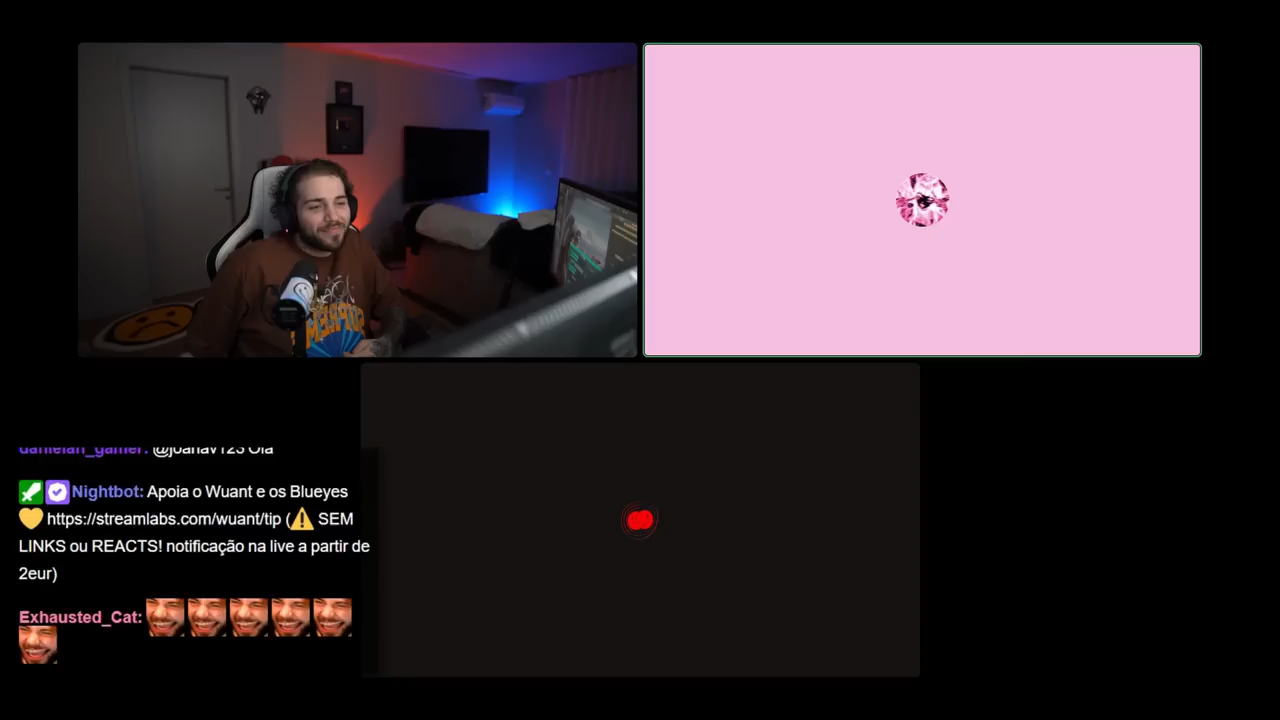 danielan_gamer: @joanav123 Olá
Nightbot: Apoia o Wuant e os Blueyes
https://streamlabs.com/wuant/tip ( SEM
LINKS ou REACTS! notificação na live a partir de
2eur)
Exhausted_Cat: